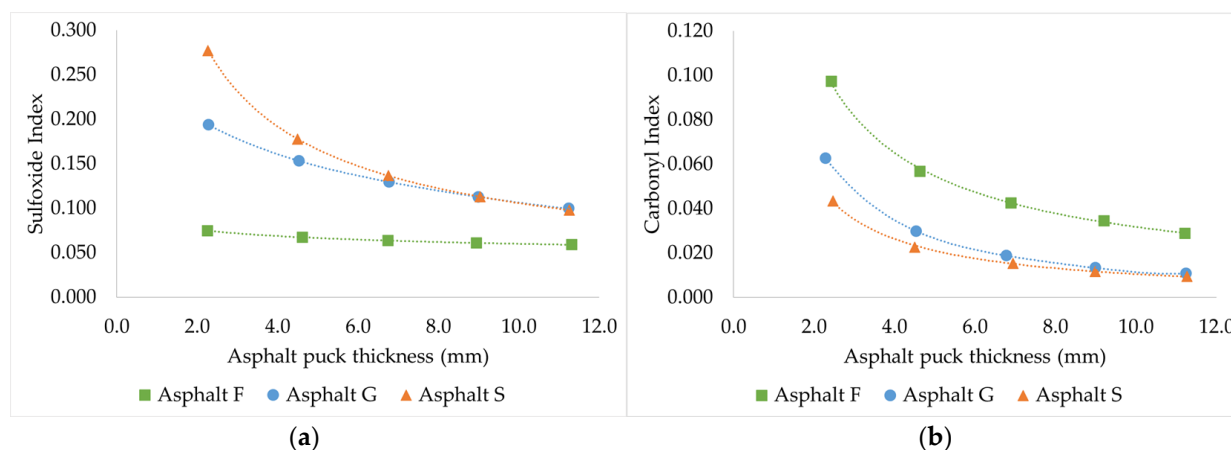 0.300
0.250
0.200
0.150
0.100
0.050
0.000
Sulfoxide Index
0.0 2.0 4.0 6.0 8.0 10.0 12.0
Asphalt puck thickness (mm)
Asphalt F Asphalt G Asphalt S
(a)
0.120
0.100
0.080
0.060
0.040
0.020
0.000
Carbonyl Index
0.0 2.0 4.0 6.0 8.0 10.0 12.0
Asphalt puck thickness (mm)
Asphalt F Asphalt G Asphalt S
(b)